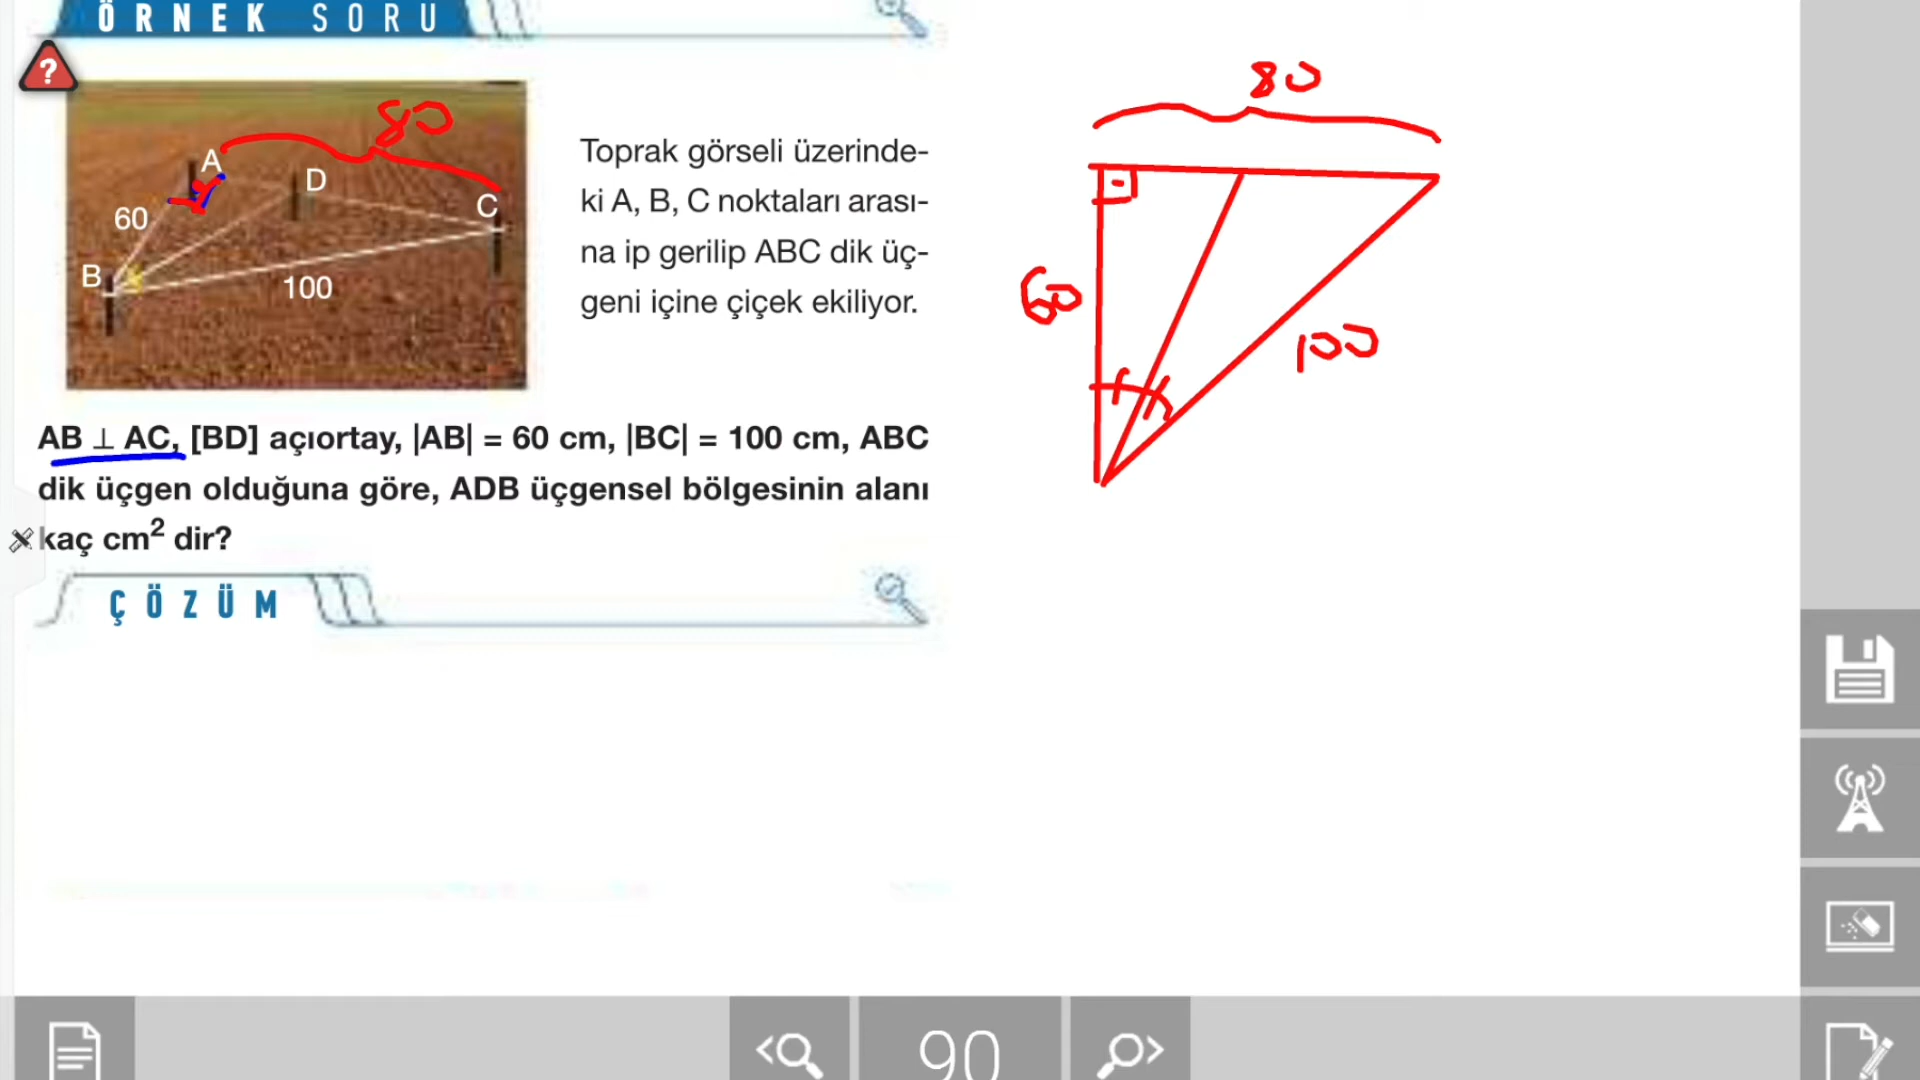 ÖRNEK SORU
?
80
A
D
C
60
B
100
Toprak görseli üzerinde-
ki A, B, C noktaları arası-
na ip gerilip ABC dik üç-
geni içine çiçek ekiliyor.
AB ⊥ AC, [BD] açıortay, |AB| = 60 cm, |BC| = 100 cm, ABC
dik üçgen olduğuna göre, ADB üçgensel bölgesinin alanı
kaç cm² dir?
ÇÖZÜM
80
60
100
90